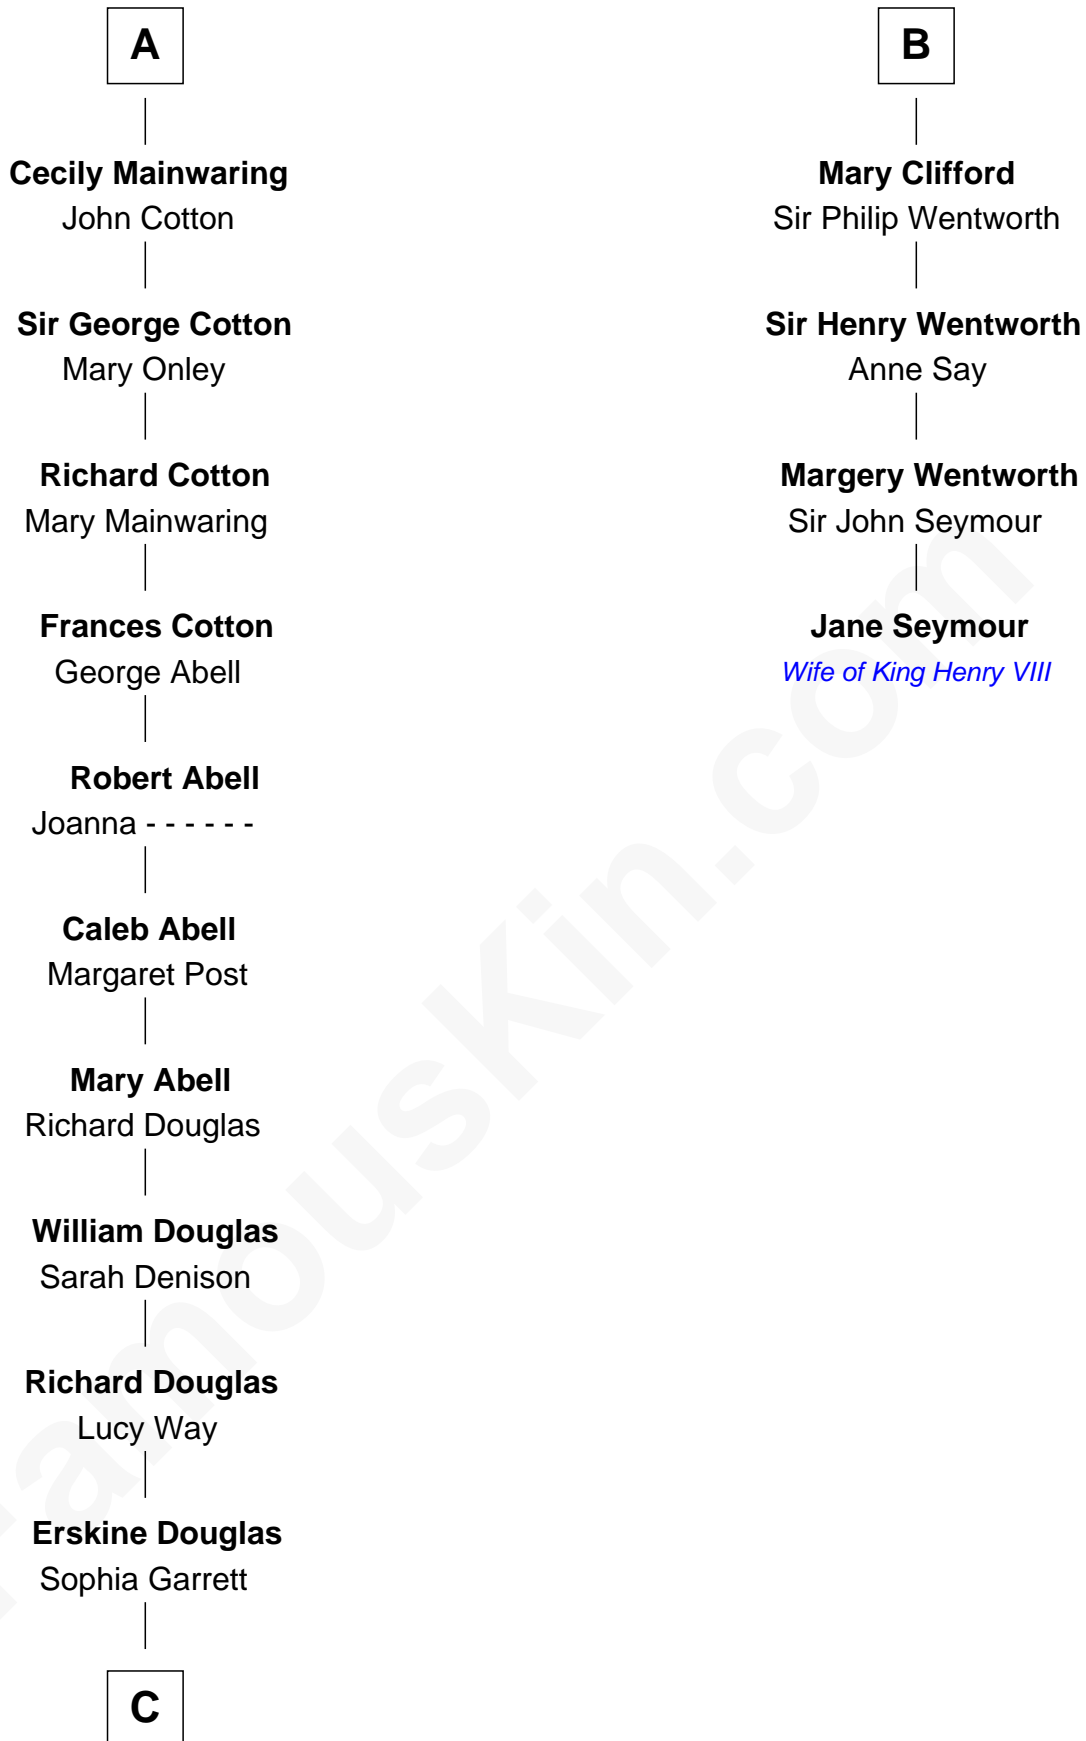 A
Cecily Mainwaring
John Cotton
Sir George Cotton
Mary Onley
Richard Cotton
Mary Mainwaring
Frances Cotton
George Abell
Robert Abell
Joanna - - - - - -
Caleb Abell
Margaret Post
Mary Abell
Richard Douglas
William Douglas
Sarah Denison
Richard Douglas
Lucy Way
Erskine Douglas
Sophia Garrett
C
B
Mary Clifford
Sir Philip Wentworth
Sir Henry Wentworth
Anne Say
Margery Wentworth
Sir John Seymour
Jane Seymour
Wife of King Henry VIII
FamousKin.com